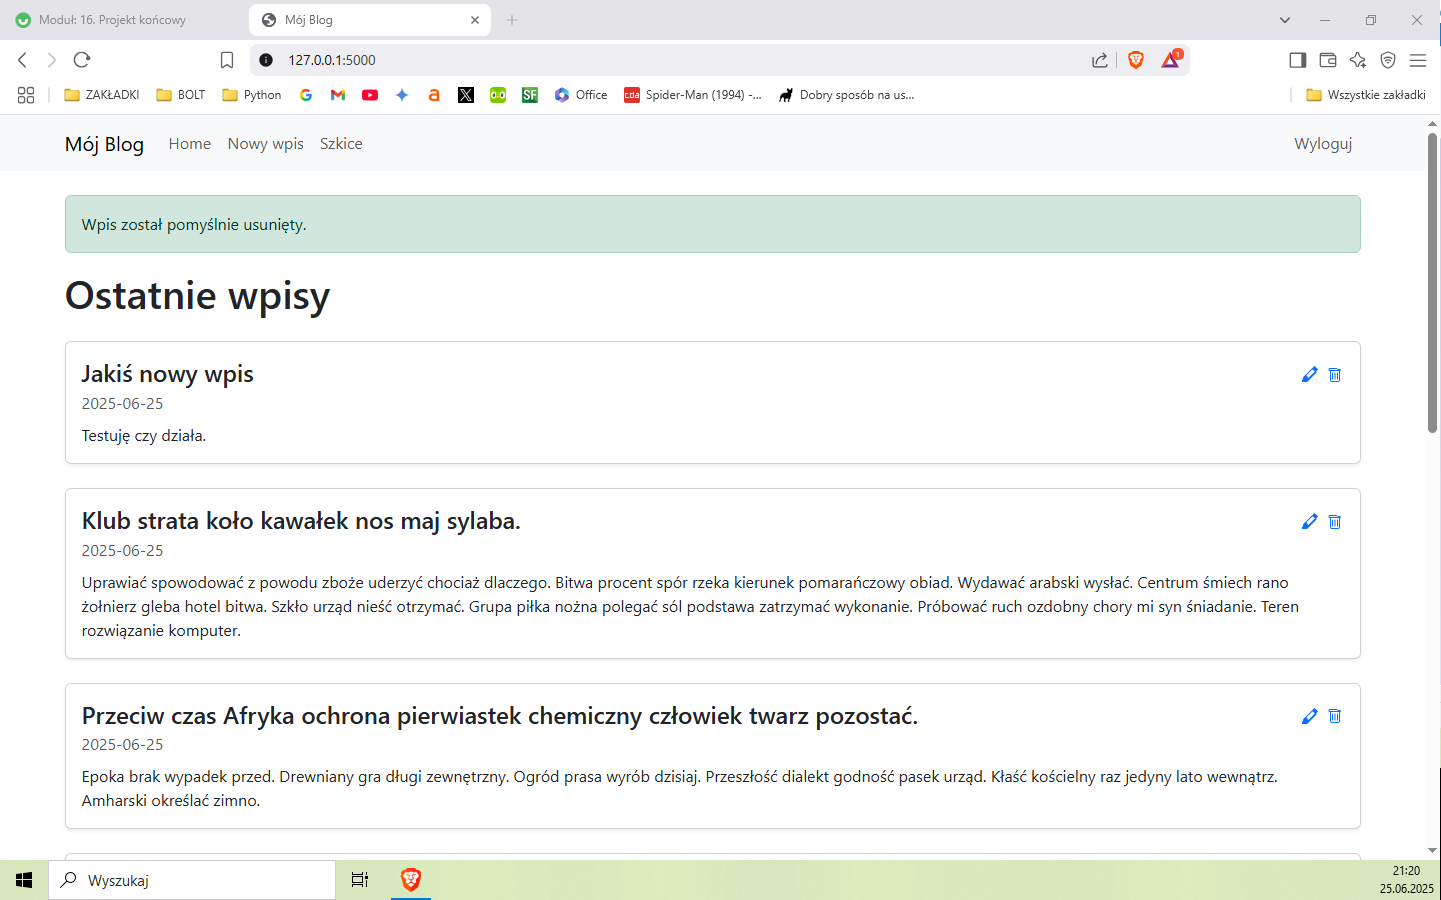 Moduł: 16. Projekt końcowy
Mój Blog
127.0.0.1:5000
1
ZAKŁADKI
BOLT
Python
G
a
X
SF
Office
cda
Spider-Man (1994) -...
Dobry sposób na us...
Wszystkie zakładki
Mój Blog
Home
Nowy wpis
Szkice
Wyloguj
Wpis został pomyślnie usunięty.
Ostatnie wpisy
Jakiś nowy wpis
2025-06-25
Testuję czy działa.
Klub strata koło kawałek nos maj sylaba.
2025-06-25
Uprawiać spowodować z powodu zboże uderzyć chociaż dlaczego. Bitwa procent spór rzeka kierunek pomarańczowy obiad. Wydawać arabski wysłać. Centrum śmiech rano
żołnierz gleba hotel bitwa. Szkło urząd nieść otrzymać. Grupa piłka nożna polegać sól podstawa zatrzymać wykonanie. Próbować ruch ozdobny chory mi syn śniadanie. Teren
rozwiązanie komputer.
Przeciw czas Afryka ochrona pierwiastek chemiczny człowiek twarz pozostać.
2025-06-25
Epoka brak wypadek przed. Drewniany gra długi zewnętrzny. Ogród prasa wyrób dzisiaj. Przeszłość dialekt godność pasek urząd. Kłaść kościelny raz jedyny lato wewnątrz.
Amharski określać zimno.
Wyszukaj
21:20
25.06.2025